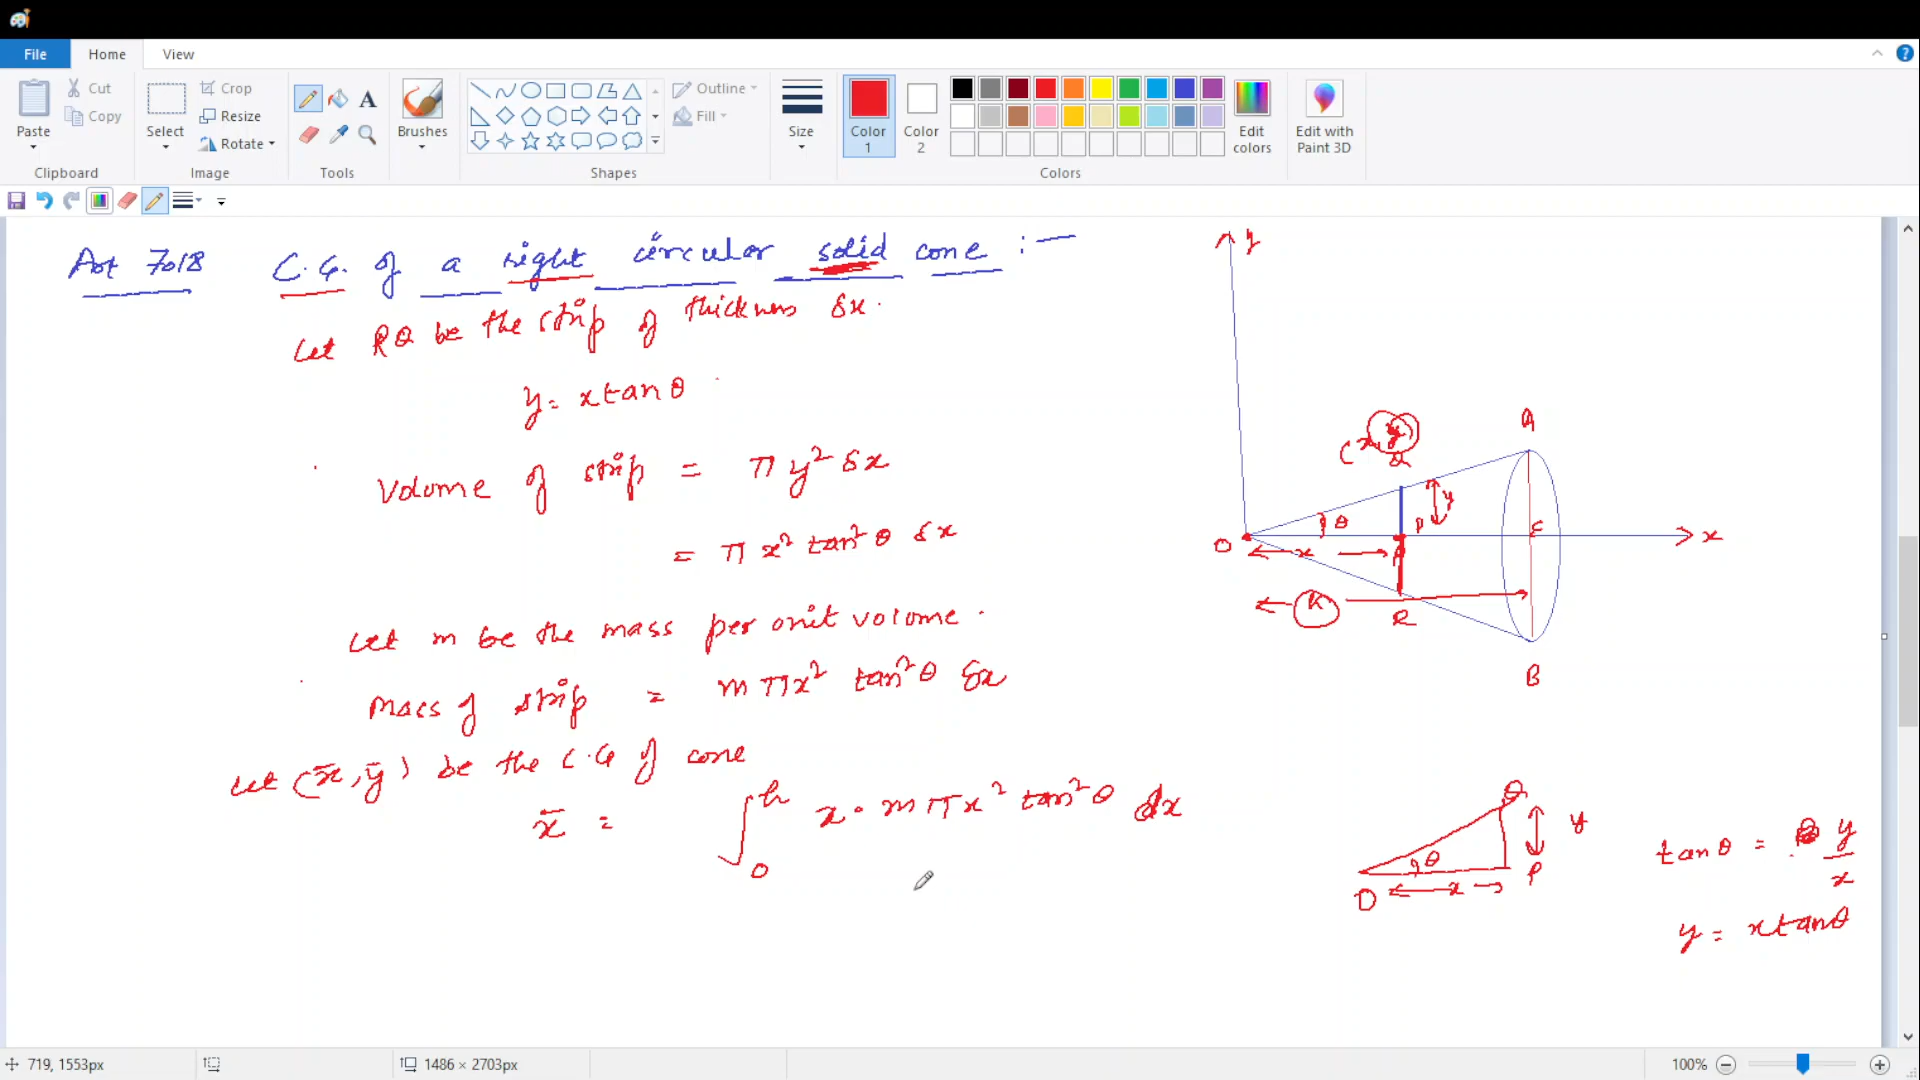 File Home View
Paste Cut Copy Clipboard
Select Crop Resize Rotate Image
A Tools
Brushes
Outline Fill Shapes
Size
Color 1 Color 2 Edit colors Edit with Paint 3D Colors
Art 7.18 C.G. of a right circular solid cone :-
Let RQ be the strip of thickness δx.
y = x tan θ
Volume of strip = π y² δx
= π x² tan² θ δx
Let m be the mass per unit volume.
Mass of strip = m π x² tan² θ δx
Let (x̄, ȳ) be the C.G of cone
x̄ = ∫₀ʰ x · m π x² tan² θ dx
y
A
(x, y)
Q
y
θ
P
C
O
x
x
h
R
B
Q
y
θ
O
x
P
tan θ = y/x
y = x tan θ
719, 1553px
1486 × 2703px
100%